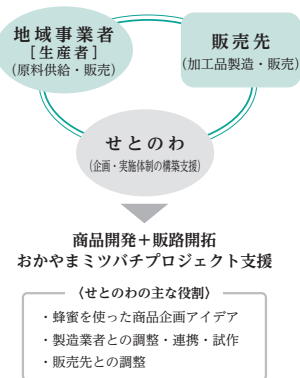 地域事業者
［生産者］
（原料供給・販売）
販売先
（加工品製造・販売）
せとのわ
（企画・実施体制の構築支援）
商品開発＋販路開拓
おかやまミツバチプロジェクト支援
〈せとのわの主な役割〉
・蜂蜜を使った商品企画アイデア
・製造業者との調整・連携・試作
・販売先との調整